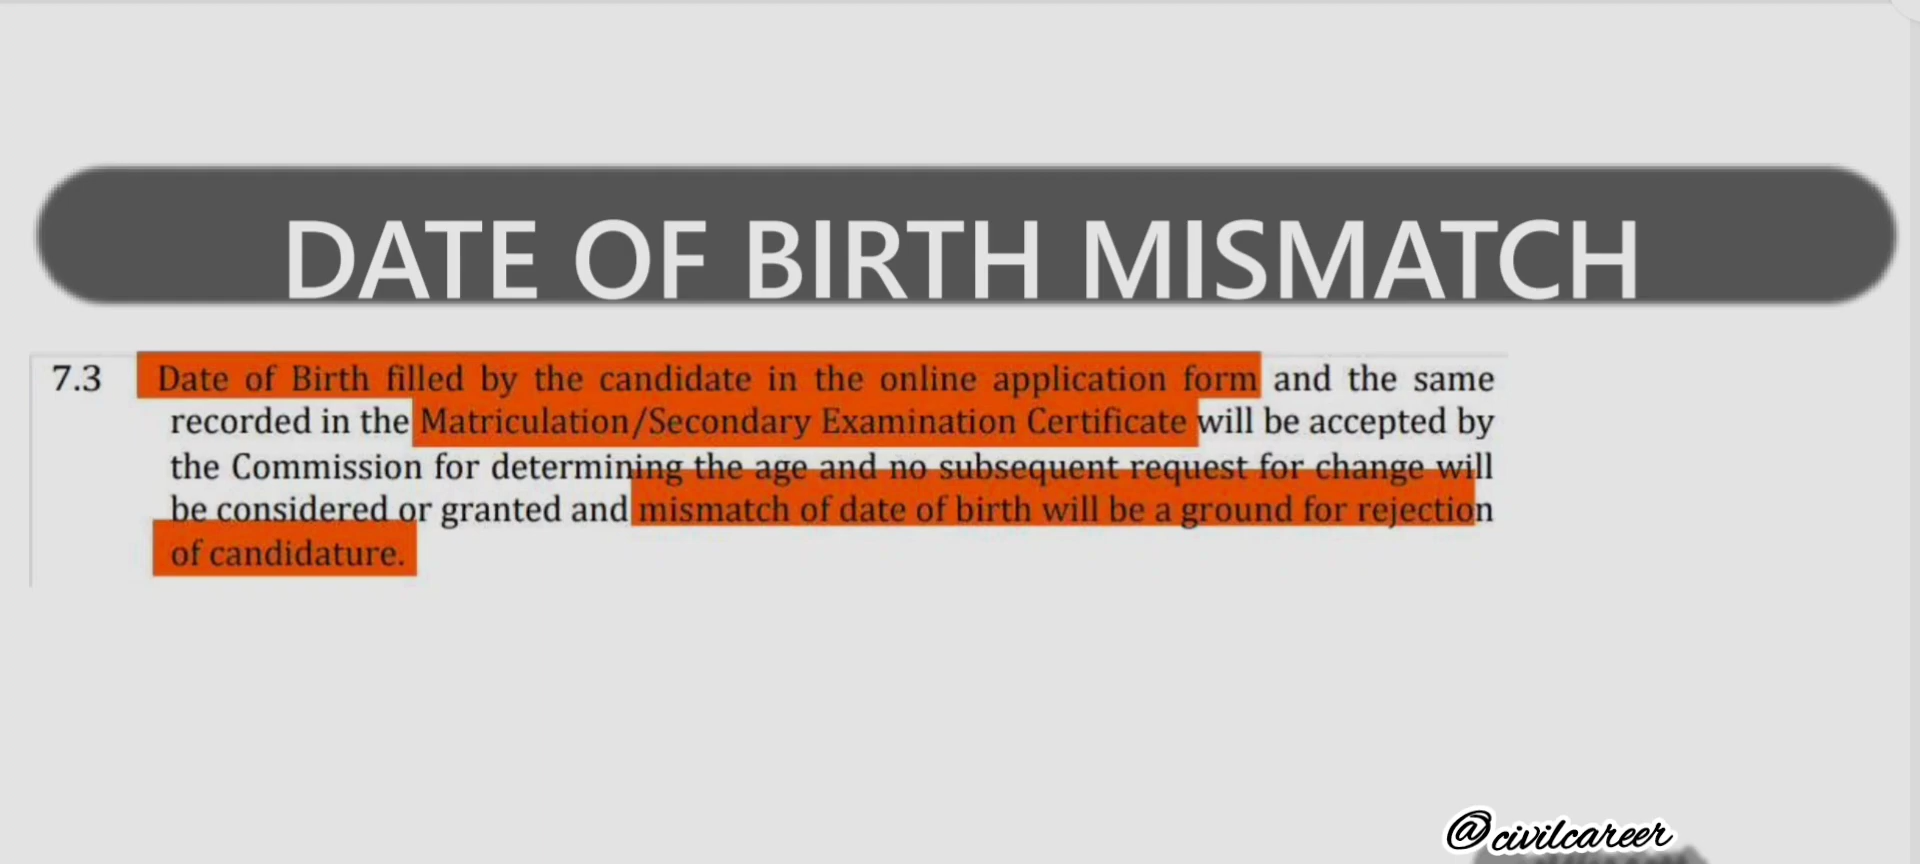 DATE OF BIRTH MISMATCH
7.3 Date of Birth filled by the candidate in the online application form and the same
recorded in the Matriculation/Secondary Examination Certificate will be accepted by
the Commission for determining the age and no subsequent request for change will
be considered or granted and mismatch of date of birth will be a ground for rejection
of candidature.
@civilcareer